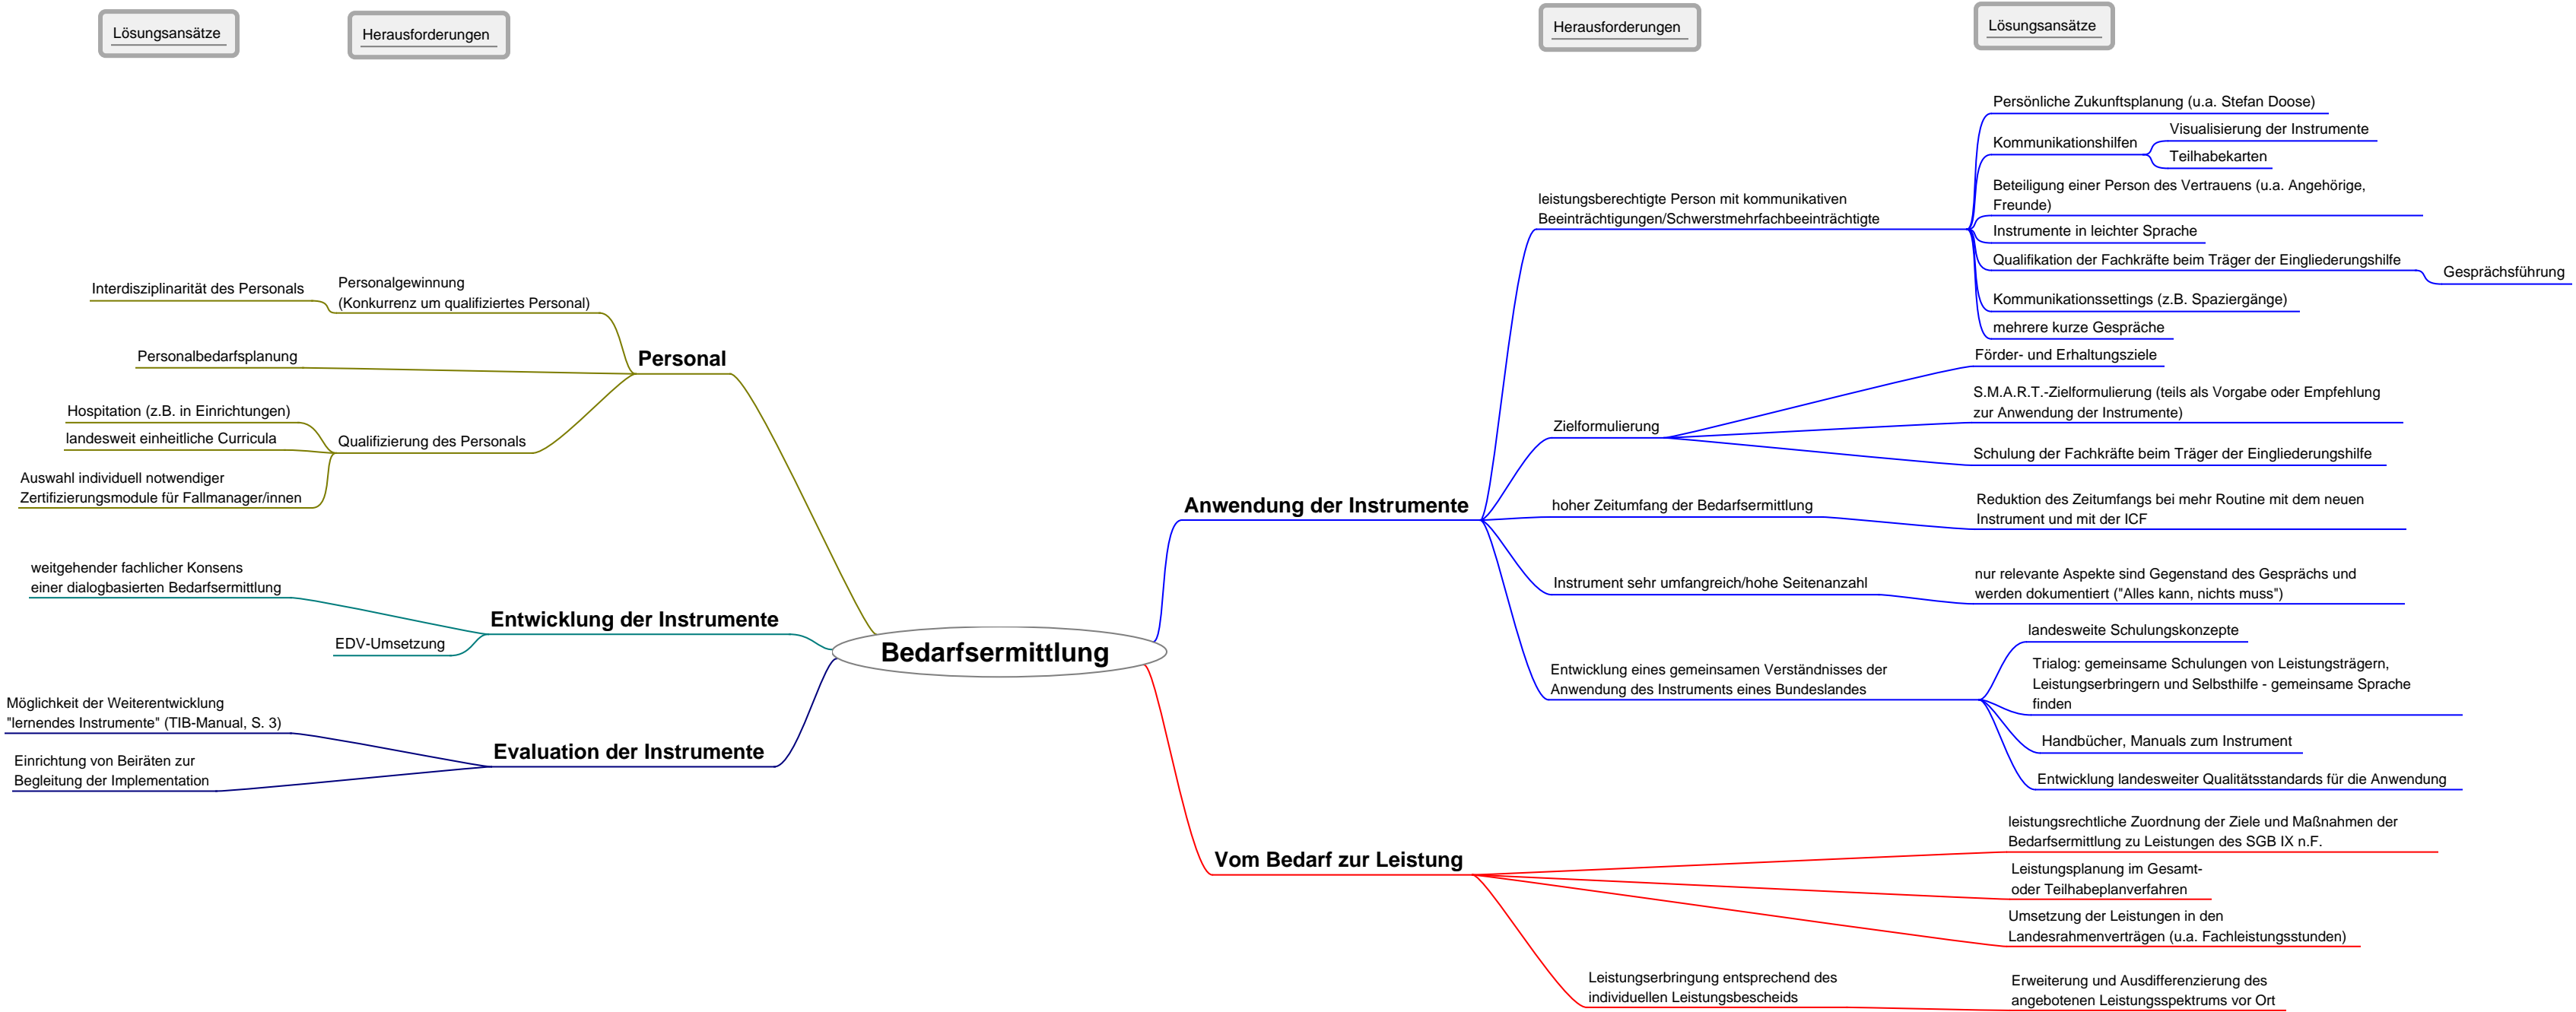 Lösungsansätze
Herausforderungen
Herausforderungen
Lösungsansätze
Interdisziplinarität des Personals
Personalgewinnung
(Konkurrenz um qualifiziertes Personal)
Personalbedarfsplanung
Personal
Hospitation (z.B. in Einrichtungen)
landesweit einheitliche Curricula
Auswahl individuell notwendiger
Zertifizierungsmodule für Fallmanager/innen
Qualifizierung des Personals
weitgehender fachlicher Konsens
einer dialogbasierten Bedarfsermittlung
EDV-Umsetzung
Entwicklung der Instrumente
Möglichkeit der Weiterentwicklung
"lernendes Instrumente" (TIB-Manual, S. 3)
Einrichtung von Beiräten zur
Begleitung der Implementation
Evaluation der Instrumente
Bedarfsermittlung
Anwendung der Instrumente
leistungsberechtigte Person mit kommunikativen
Beeinträchtigungen/Schwerstmehrfachbeeinträchtigte
Persönliche Zukunftsplanung (u.a. Stefan Doose)
Kommunikationshilfen
Visualisierung der Instrumente
Teilhabekarten
Beteiligung einer Person des Vertrauens (u.a. Angehörige,
Freunde)
Instrumente in leichter Sprache
Qualifikation der Fachkräfte beim Träger der Eingliederungshilfe
Gesprächsführung
Kommunikationssettings (z.B. Spaziergänge)
mehrere kurze Gespräche
Zielformulierung
Förder- und Erhaltungsziele
S.M.A.R.T.-Zielformulierung (teils als Vorgabe oder Empfehlung
zur Anwendung der Instrumente)
Schulung der Fachkräfte beim Träger der Eingliederungshilfe
hoher Zeitumfang der Bedarfsermittlung
Reduktion des Zeitumfangs bei mehr Routine mit dem neuen
Instrument und mit der ICF
Instrument sehr umfangreich/hohe Seitenanzahl
nur relevante Aspekte sind Gegenstand des Gesprächs und
werden dokumentiert ("Alles kann, nichts muss")
Entwicklung eines gemeinsamen Verständnisses der
Anwendung des Instruments eines Bundeslandes
landesweite Schulungskonzepte
Trialog: gemeinsame Schulungen von Leistungsträgern,
Leistungserbringern und Selbsthilfe - gemeinsame Sprache
finden
Handbücher, Manuals zum Instrument
Entwicklung landesweiter Qualitätsstandards für die Anwendung
Vom Bedarf zur Leistung
leistungsrechtliche Zuordnung der Ziele und Maßnahmen der
Bedarfsermittlung zu Leistungen des SGB IX n.F.
Leistungsplanung im Gesamt-
oder Teilhabeplanverfahren
Umsetzung der Leistungen in den
Landesrahmenverträgen (u.a. Fachleistungsstunden)
Leistungserbringung entsprechend des
individuellen Leistungsbescheids
Erweiterung und Ausdifferenzierung des
angebotenen Leistungsspektrums vor Ort